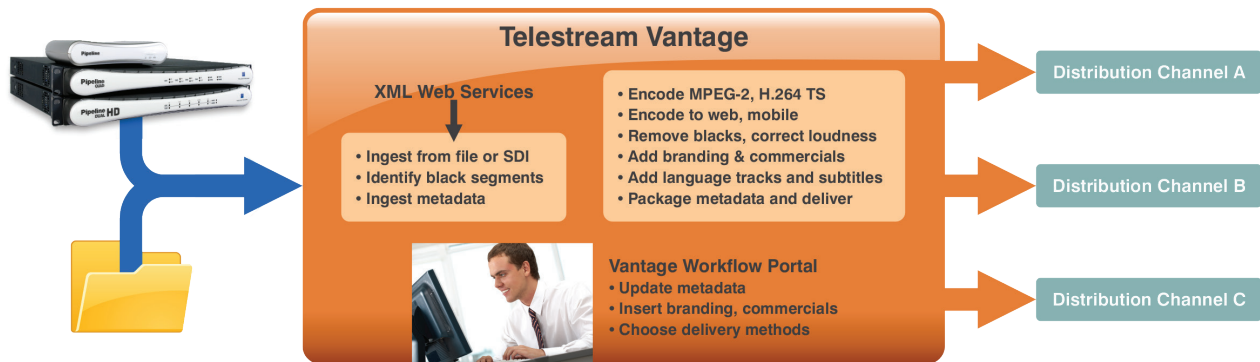 Pipeline
Pipeline QUAD
Pipeline HD DUAL
Telestream Vantage
XML Web Services
• Ingest from file or SDI
• Identify black segments
• Ingest metadata
• Encode MPEG-2, H.264 TS
• Encode to web, mobile
• Remove blacks, correct loudness
• Add branding & commercials
• Add language tracks and subtitles
• Package metadata and deliver
Vantage Workflow Portal
• Update metadata
• Insert branding, commercials
• Choose delivery methods
Distribution Channel A
Distribution Channel B
Distribution Channel C